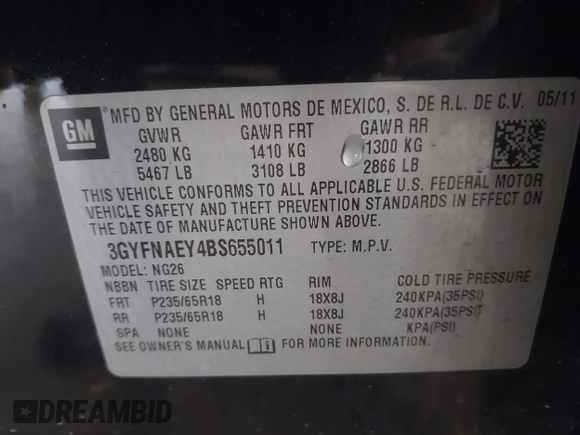 GM
MFD BY GENERAL MOTORS DE MEXICO, S. DE R.L. DE C.V. 05/11
GVWR GAWR FRT GAWR RR
2480 KG 1410 KG 1300 KG
5467 LB 3108 LB 2866 LB
THIS VEHICLE CONFORMS TO ALL APPLICABLE U.S. FEDERAL MOTOR
VEHICLE SAFETY AND THEFT PREVENTION STANDARDS IN EFFECT ON
THE DATE OF MANUFACTURE SHOWN ABOVE.
3GYFNAEY4BS655011 TYPE: M.P.V.
MODEL: NG26
NBBN TIRE SIZE SPEED RTG RIM COLD TIRE PRESSURE
FRT P235/65R18 H 18X8J 240KPA(35PSI)
RR P235/65R18 H 18X8J 240KPA(35PSI)
SPA NONE NONE KPA(PSI)
SEE OWNER'S MANUAL FOR MORE INFORMATION.
DREAMBID